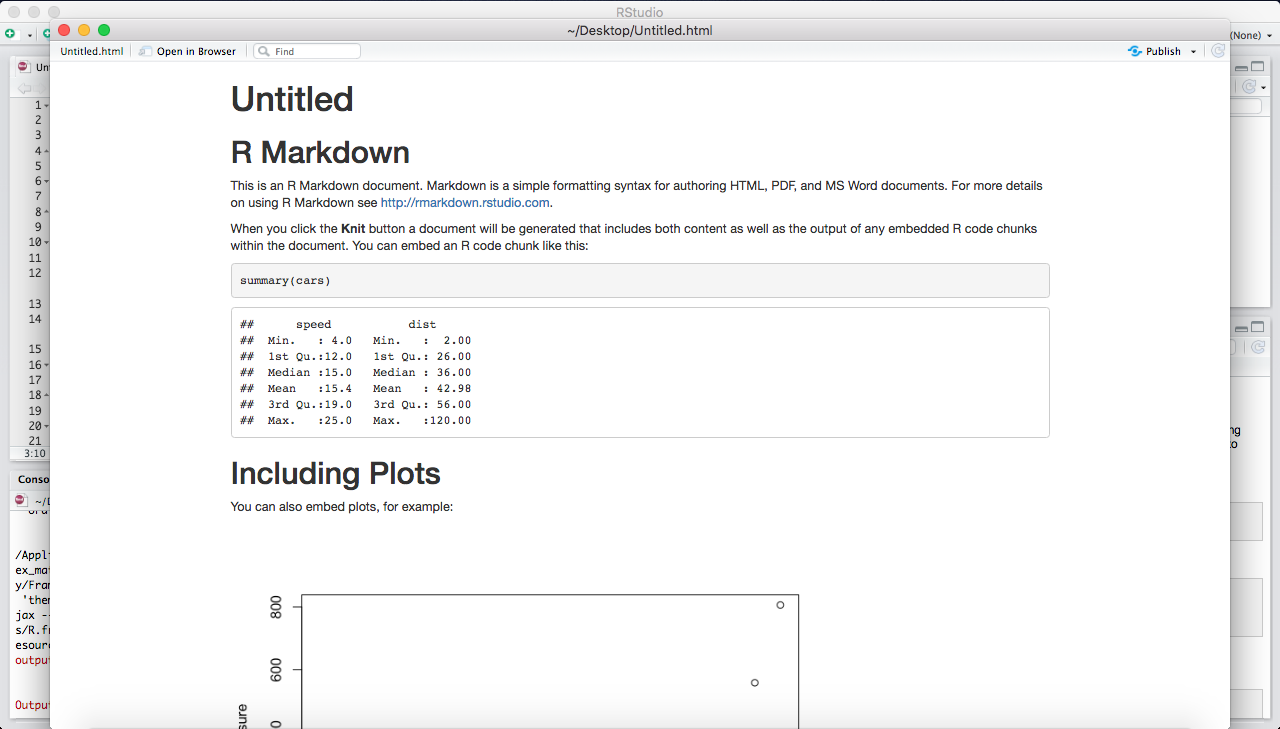 RStudio
~/Desktop/Untitled.html
(None)
Untitled.html Open in Browser Find Publish
1
2
3
4
5
6
7
8
9
10
11
12
13
14
15
16
17
18
19
20
21
3:10
Untitled
R Markdown
This is an R Markdown document. Markdown is a simple formatting syntax for authoring HTML, PDF, and MS Word documents. For more details
on using R Markdown see http://rmarkdown.rstudio.com.
When you click the Knit button a document will be generated that includes both content as well as the output of any embedded R code chunks
within the document. You can embed an R code chunk like this:
summary(cars)
##      speed           dist
##  Min.   : 4.0   Min.   :  2.00
##  1st Qu.:12.0   1st Qu.: 26.00
##  Median :15.0   Median : 36.00
##  Mean   :15.4   Mean   : 42.98
##  3rd Qu.:19.0   3rd Qu.: 56.00
##  Max.   :25.0   Max.   :120.00
Including Plots
You can also embed plots, for example:
800
600
/Appl
ex_ma
y/Fra
'the
jax --
s/R.f
esour
outpu
Outpu